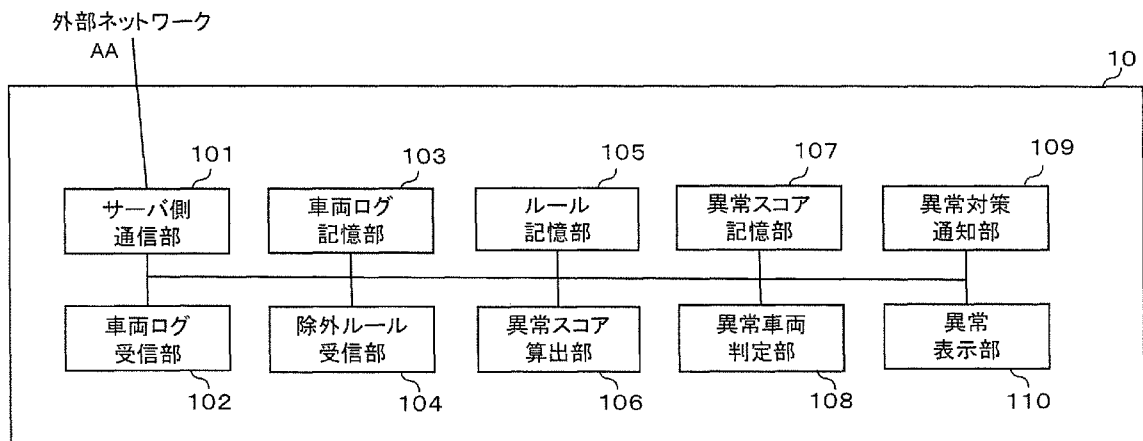 外部ネットワーク
AA
10
101
103
105
107
109
サーバ側
通信部
車両ログ
記憶部
ルール
記憶部
異常スコア
記憶部
異常対策
通知部
車両ログ
受信部
除外ルール
受信部
異常スコア
算出部
異常車両
判定部
異常
表示部
102
104
106
108
110